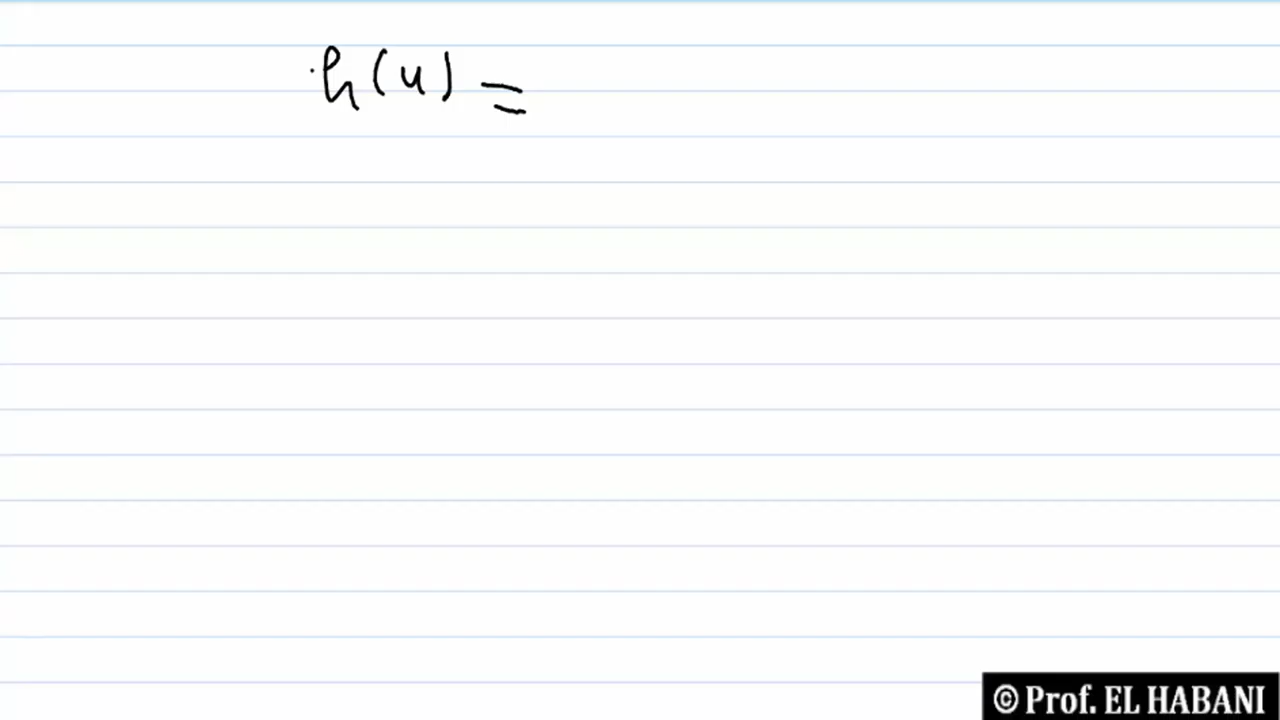 h(u) =
© Prof. EL HABANI